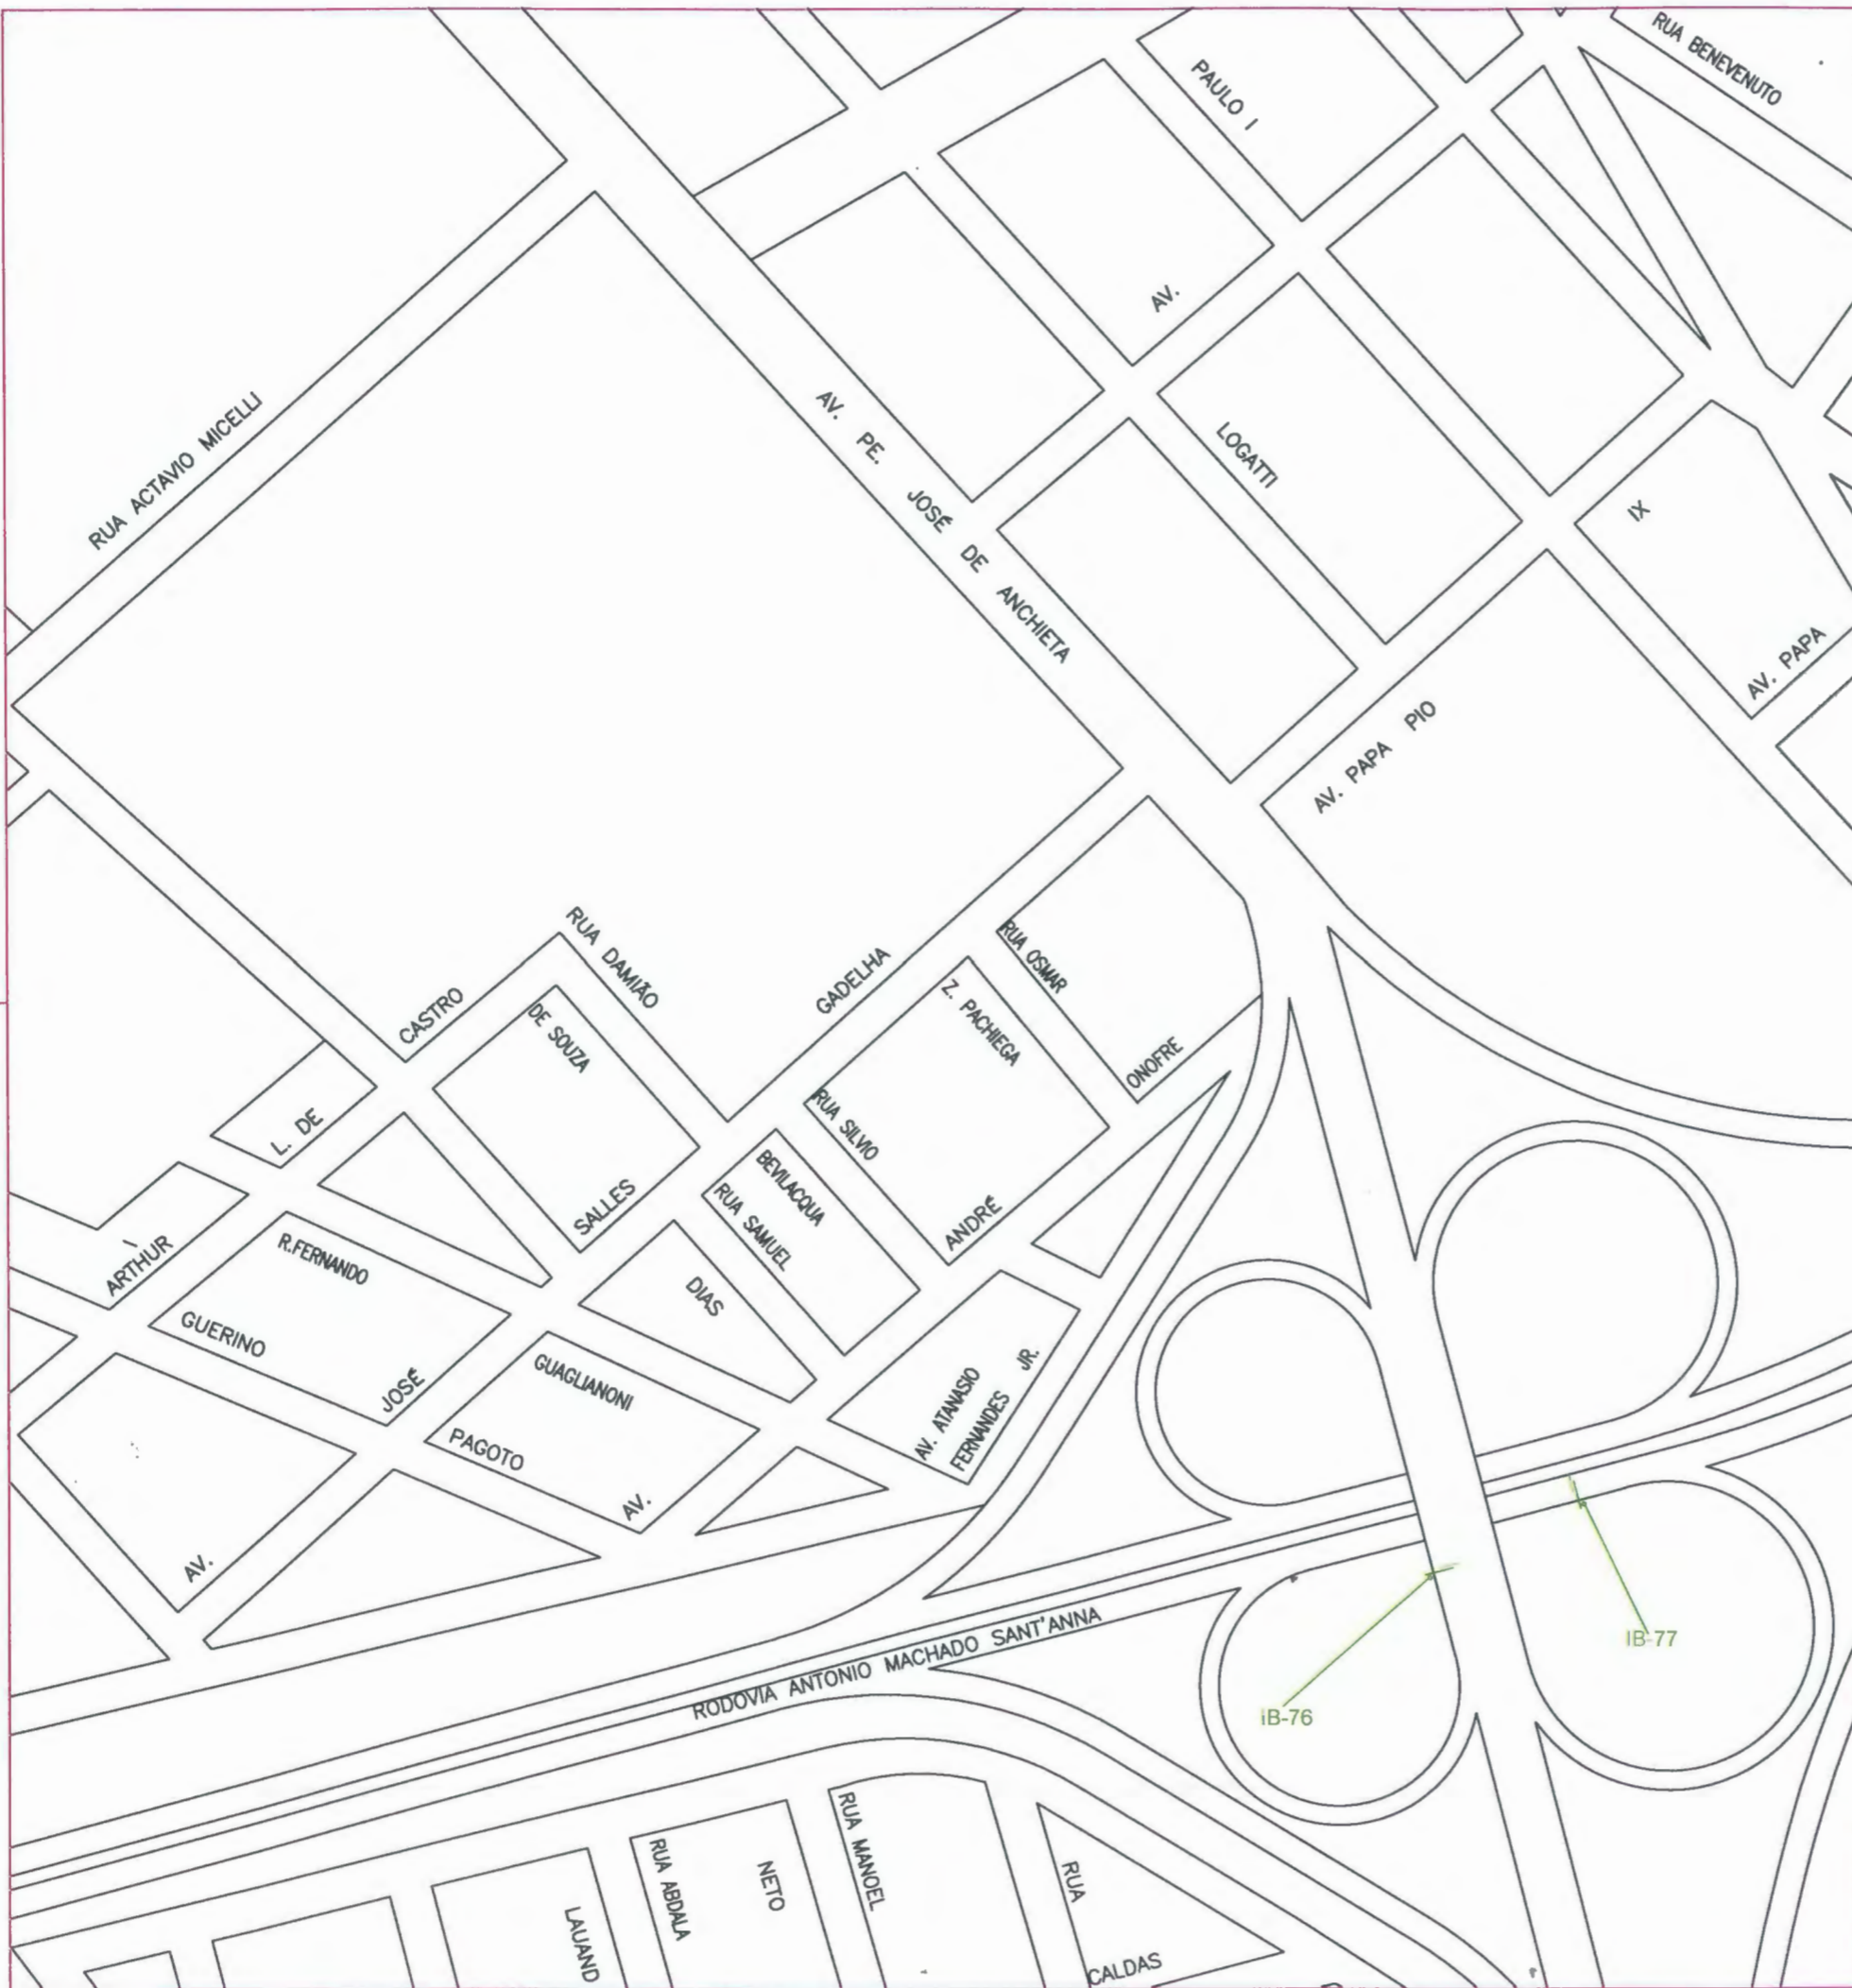 RUA BENEVENUTO
PAULO I
AV.
RUA ACTAVIO MICELLI
AV. PE. JOSÉ DE ANCHIETA
LOGATTI
IX
AV. PAPA
AV. PAPA PIO
RUA DAMIÃO
CASTRO
DE SOUZA
GADELHA
RUA OSMAR
Z. PACHIEGA
ONOFRE
L. DE
RUA SILVIO
BEVILACQUA
RUA SAMUEL
SALLES
ANDRÉ
ARTHUR
R.FERNANDO
DIAS
GUERINO
JOSÉ
GUAGLIANONI
JR.
AV. ATANASIO
FERNANDES
PAGOTO
AV.
AV.
RODOVIA ANTONIO MACHADO SANT'ANNA
IB-77
IB-76
RUA MANOEL
RUA ABDALA
NETO
RUA
LAUAND
CALDAS